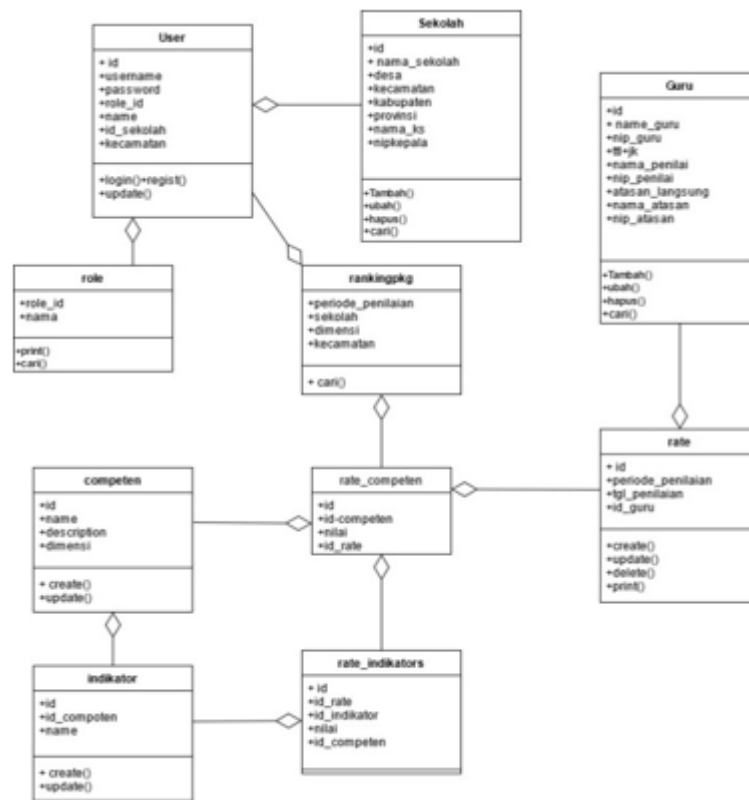 User
+ id
+username
+password
+role_id
+name
+id_sekolah
+kecamatan
+login()+regist()
+update()
Sekolah
+id
+ nama_sekolah
+desa
+kecamatan
+kabupaten
+provinsi
+nama_ks
+nipkepala
+Tambah()
+ubah()
+hapus()
+cari()
Guru
+id
+ name_guru
+nip_guru
+ttl+jk
+nama_penilai
+nip_penilai
+atasan_langsung
+nama_atasan
+nip_atasan
+Tambah()
+ubah()
+hapus()
+cari()
role
+role_id
+nama
+print()
+cari()
rankingpkg
+periode_penilaian
+sekolah
+dimensi
+kecamatan
+ cari()
rate
+ id
+periode_penilaian
+tgl_penilaian
+id_guru
+create()
+update()
+delete()
+print()
competen
+id
+name
+description
+dimensi
+ create()
+update()
rate_competen
+id
+id-competen
+nilai
+id_rate
indikator
+id
+id_compoten
+name
+ create()
+update()
rate_indikators
+ id
+id_rate
+id_indikator
+nilai
+id_competen